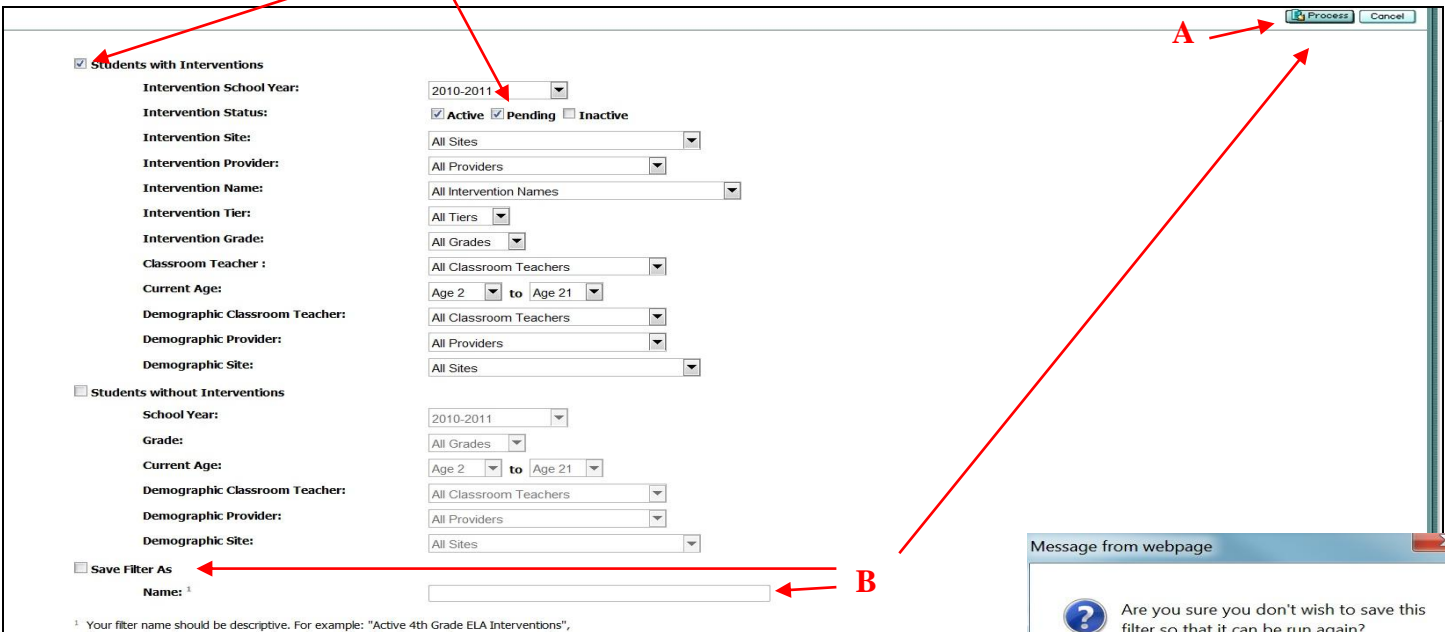 Process Cancel
A
Students with Interventions
Intervention School Year: 2010-2011
Intervention Status: Active Pending Inactive
Intervention Site: All Sites
Intervention Provider: All Providers
Intervention Name: All Intervention Names
Intervention Tier: All Tiers
Intervention Grade: All Grades
Classroom Teacher : All Classroom Teachers
Current Age: Age 2 to Age 21
Demographic Classroom Teacher: All Classroom Teachers
Demographic Provider: All Providers
Demographic Site: All Sites
Students without Interventions
School Year: 2010-2011
Grade: All Grades
Current Age: Age 2 to Age 21
Demographic Classroom Teacher: All Classroom Teachers
Demographic Provider: All Providers
Demographic Site: All Sites
Save Filter As
B
Name: 1
1 Your filter name should be descriptive. For example: "Active 4th Grade ELA Interventions",
Message from webpage
Are you sure you don't wish to save this
filter so that it can be run again?